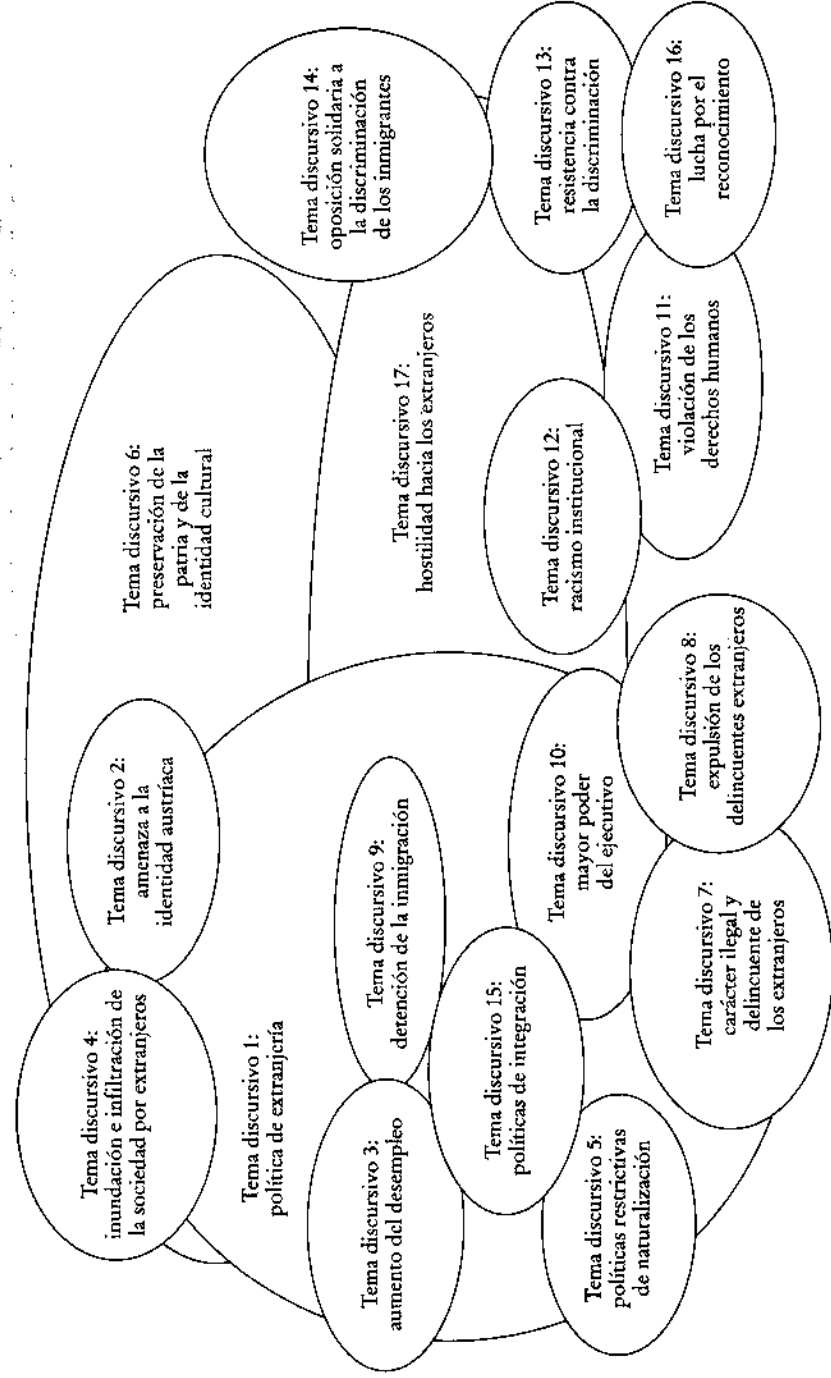 Tema discursivo 4:
inundación e infiltración de
la sociedad por extranjeros
Tema discursivo 2:
amenaza a la
identidad austríaca
Tema discursivo 6:
preservación de la
patria y de la
identidad cultural
Tema discursivo 14:
oposición solidaria a
la discriminación
de los inmigrantes
Tema discursivo 1:
política de extranjería
Tema discursivo 3:
aumento del desempleo
Tema discursivo 9:
detención de la inmigración
Tema discursivo 17:
hostilidad hacia los extranjeros
Tema discursivo 13:
resistencia contra
la discriminación
Tema discursivo 15:
políticas de integración
Tema discursivo 10:
mayor poder
del ejecutivo
Tema discursivo 12:
racismo institucional
Tema discursivo 16:
lucha por el
reconocimiento
Tema discursivo 5:
políticas restrictivas
de naturalización
Tema discursivo 7:
carácter ilegal y
delincuente de
los extranjeros
Tema discursivo 8:
expulsión de los
delincuentes extranjeros
Tema discursivo 11:
violación de los
derechos humanos